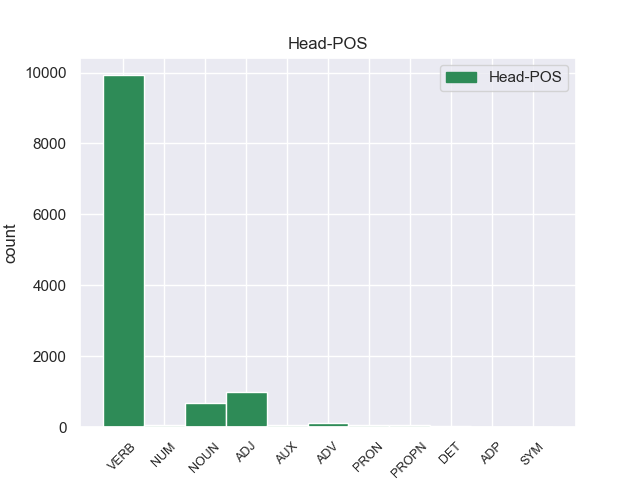 Head-POS
Head-POS
count
10000
8000
6000
4000
2000
0
VERB
NUM
NOUN
ADJ
AUX
ADV
PRON
PROPN
DET
ADP
SYM